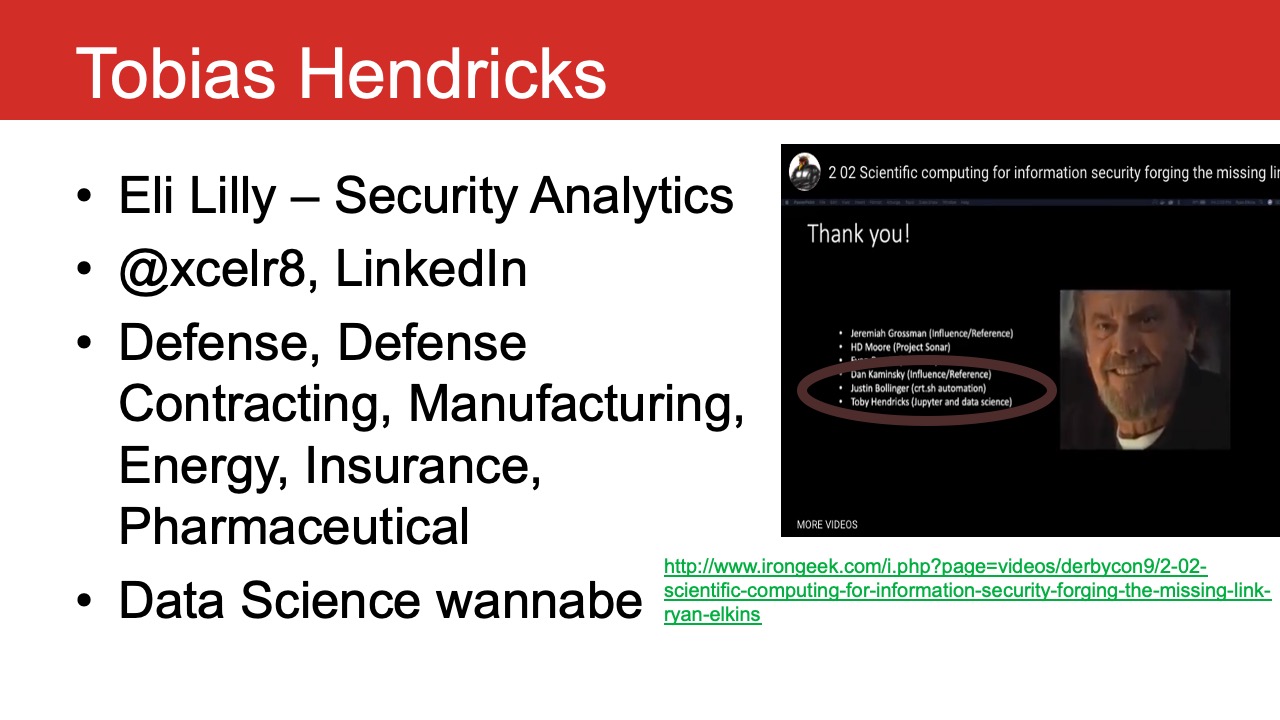 Tobias Hendricks
• Eli Lilly – Security Analytics
• @xcelr8, LinkedIn
• Defense, Defense
Contracting, Manufacturing,
Energy, Insurance,
Pharmaceutical
• Data Science wannabe
2 02 Scientific computing for information security forging the missing
Thank you!
• Jeremiah Grossman (Influence/Reference)
• HD Moore (Project Sonar)
• Dan Kaminsky (Influence/Reference)
• Justin Bollinger (crt.sh automation)
• Toby Hendricks (Jupyter and data science)
MORE VIDEOS
http://www.irongeek.com/i.php?page=videos/derbycon9/2-02-
scientific-computing-for-information-security-forging-the-missing-link-
ryan-elkins